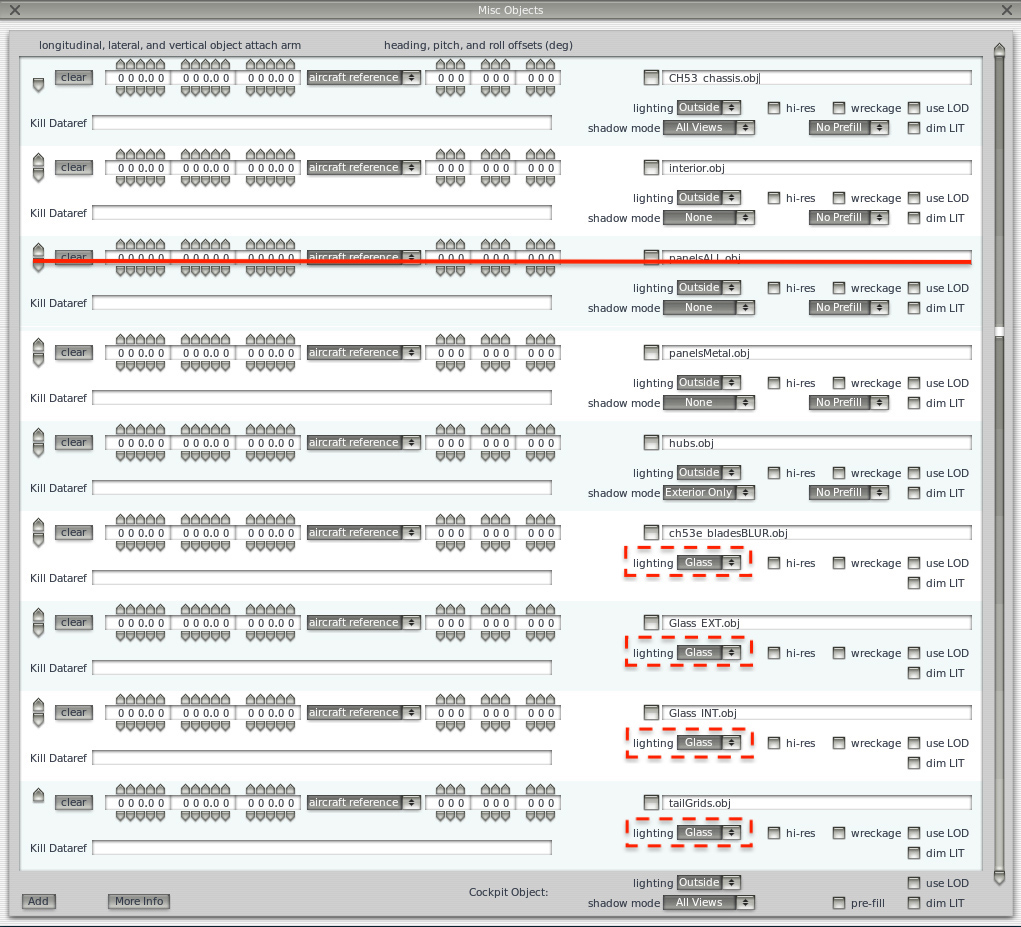 Misc Objects
longitudinal, lateral, and vertical object attach arm heading, pitch, and roll offsets (deg)
clear 0 0 0.0 0 0 0 0.0 0 0 0 0.0 0 aircraft reference 0 0 0 0 0 0 0 0 0 CH53 chassis.obj
lighting Outside hi-res wreckage use LOD
Kill Dataref shadow mode All Views No Prefill dim LIT
clear 0 0 0.0 0 0 0 0.0 0 0 0 0.0 0 aircraft reference 0 0 0 0 0 0 0 0 0 interior.obj
lighting Outside hi-res wreckage use LOD
Kill Dataref shadow mode None No Prefill dim LIT
clear 0 0 0.0 0 0 0 0.0 0 0 0 0.0 0 aircraft reference 0 0 0 0 0 0 0 0 0 panelsALL.obj
lighting Outside hi-res wreckage use LOD
Kill Dataref shadow mode None No Prefill dim LIT
clear 0 0 0.0 0 0 0 0.0 0 0 0 0.0 0 aircraft reference 0 0 0 0 0 0 0 0 0 panelsMetal.obj
lighting Outside hi-res wreckage use LOD
Kill Dataref shadow mode None No Prefill dim LIT
clear 0 0 0.0 0 0 0 0.0 0 0 0 0.0 0 aircraft reference 0 0 0 0 0 0 0 0 0 hubs.obj
lighting Outside hi-res wreckage use LOD
Kill Dataref shadow mode Exterior Only No Prefill dim LIT
clear 0 0 0.0 0 0 0 0.0 0 0 0 0.0 0 aircraft reference 0 0 0 0 0 0 0 0 0 ch53e bladesBLUR.obj
lighting Glass hi-res wreckage use LOD
Kill Dataref dim LIT
clear 0 0 0.0 0 0 0 0.0 0 0 0 0.0 0 aircraft reference 0 0 0 0 0 0 0 0 0 Glass EXT.obj
lighting Glass hi-res wreckage use LOD
Kill Dataref dim LIT
clear 0 0 0.0 0 0 0 0.0 0 0 0 0.0 0 aircraft reference 0 0 0 0 0 0 0 0 0 Glass INT.obj
lighting Glass hi-res wreckage use LOD
Kill Dataref dim LIT
clear 0 0 0.0 0 0 0 0.0 0 0 0 0.0 0 aircraft reference 0 0 0 0 0 0 0 0 0 tailGrids.obj
lighting Glass hi-res wreckage use LOD
Kill Dataref dim LIT
Cockpit Object: lighting Outside use LOD
Add More Info shadow mode All Views pre-fill dim LIT